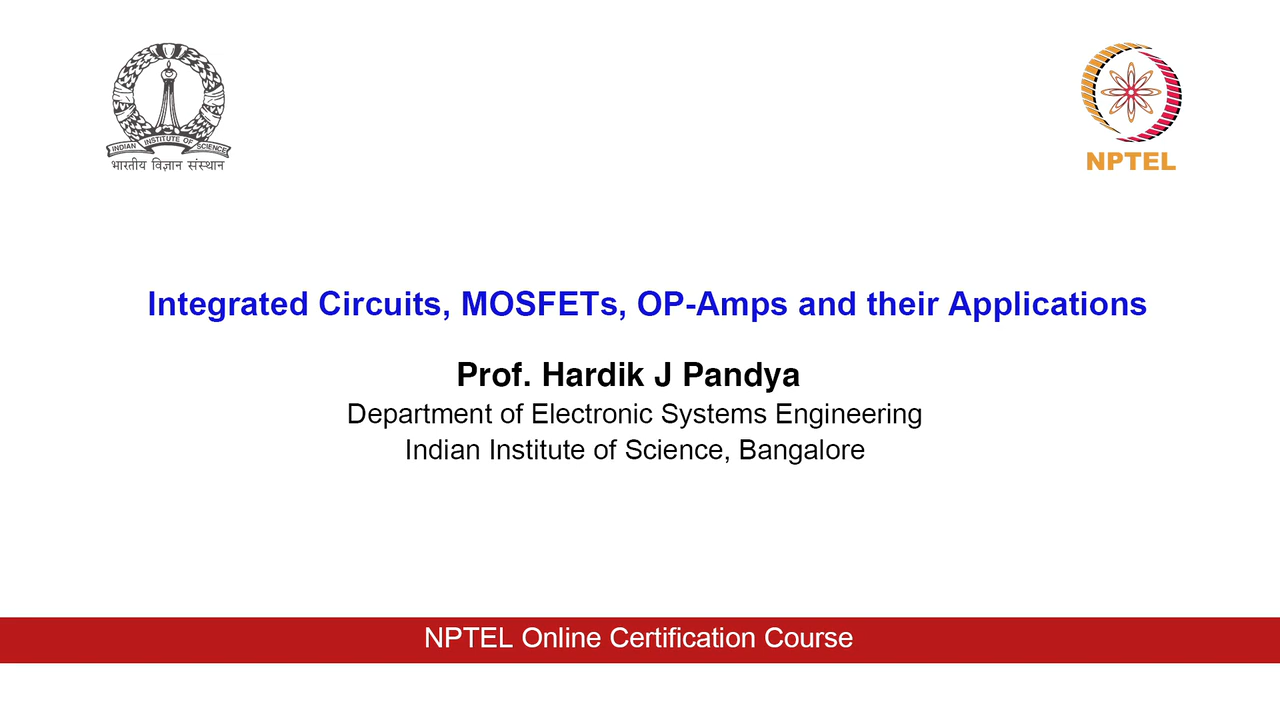 INDIAN INSTITUTE OF SCIENCE
भारतीय विज्ञान संस्थान
NPTEL
Integrated Circuits, MOSFETs, OP-Amps and their Applications
Prof. Hardik J Pandya
Department of Electronic Systems Engineering
Indian Institute of Science, Bangalore
NPTEL Online Certification Course